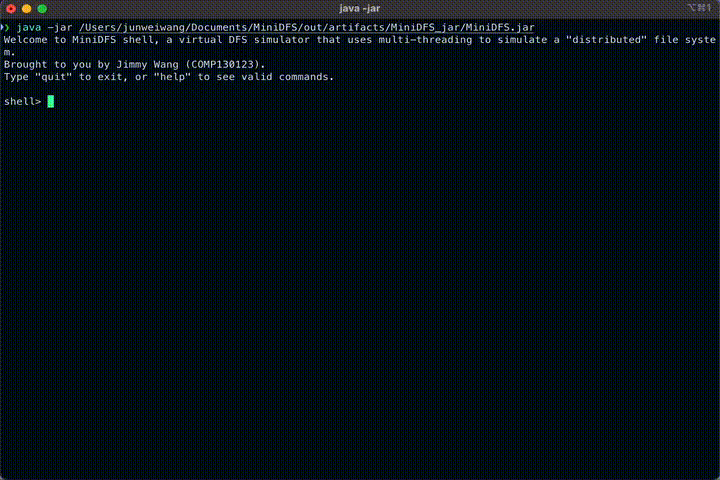 java -jar
⌥⌘1
❯ java -jar /Users/junweiwang/Documents/MiniDFS/out/artifacts/MiniDFS_jar/MiniDFS.jar
Welcome to MiniDFS shell, a virtual DFS simulator that uses multi-threading to simulate a "distributed" file syste
m.
Brought to you by Jimmy Wang (COMP130123).
Type "quit" to exit, or "help" to see valid commands.
shell>